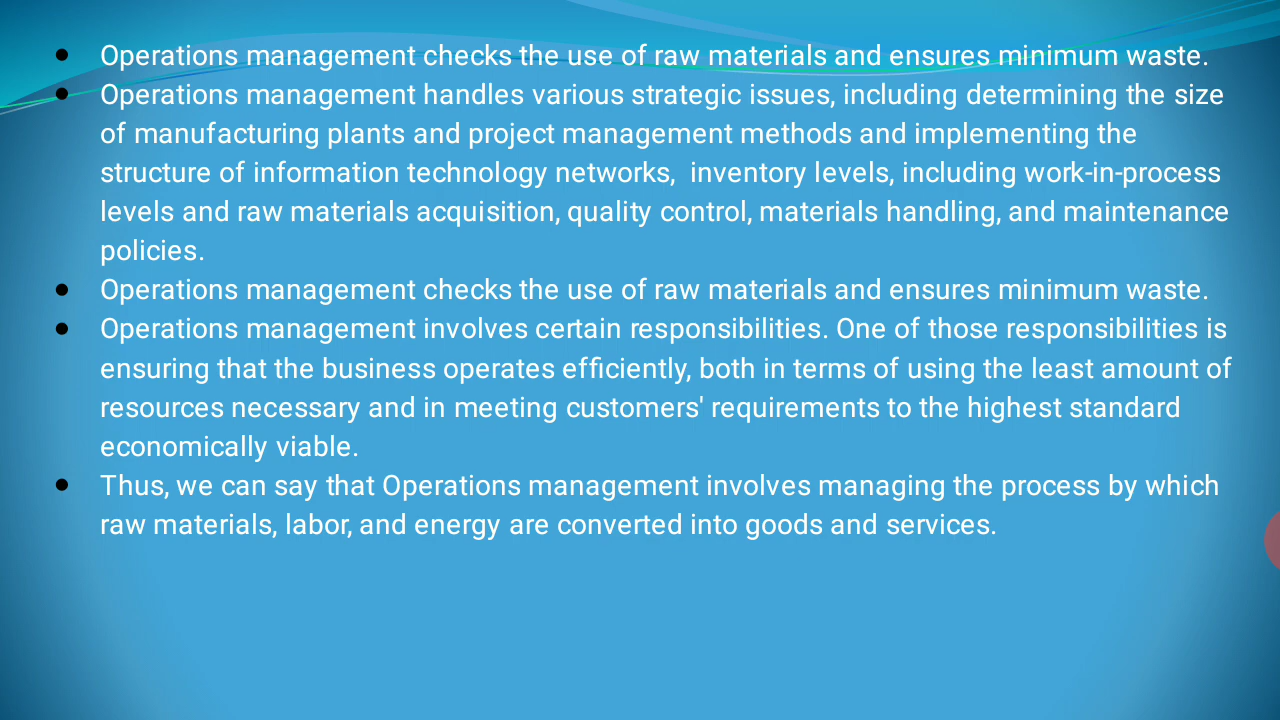 ● Operations management checks the use of raw materials and ensures minimum waste.
● Operations management handles various strategic issues, including determining the size
of manufacturing plants and project management methods and implementing the
structure of information technology networks,  inventory levels, including work-in-process
levels and raw materials acquisition, quality control, materials handling, and maintenance
policies.
● Operations management checks the use of raw materials and ensures minimum waste.
● Operations management involves certain responsibilities. One of those responsibilities is
ensuring that the business operates efficiently, both in terms of using the least amount of
resources necessary and in meeting customers' requirements to the highest standard
economically viable.
● Thus, we can say that Operations management involves managing the process by which
raw materials, labor, and energy are converted into goods and services.